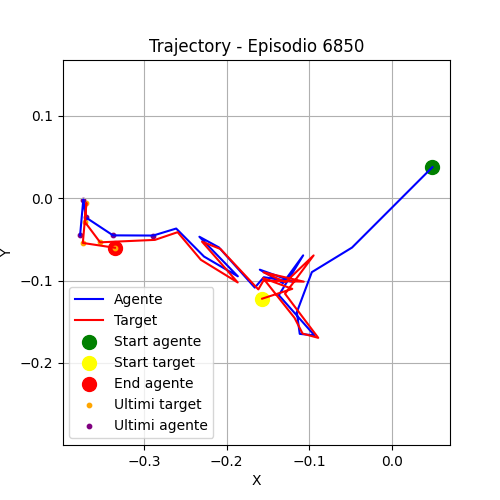 Trajectory - Episodio 6850
0.1
0.0
−0.1
−0.2
Y
Agente
Target
Start agente
Start target
End agente
Ultimi target
Ultimi agente
−0.3
−0.2
−0.1
0.0
X